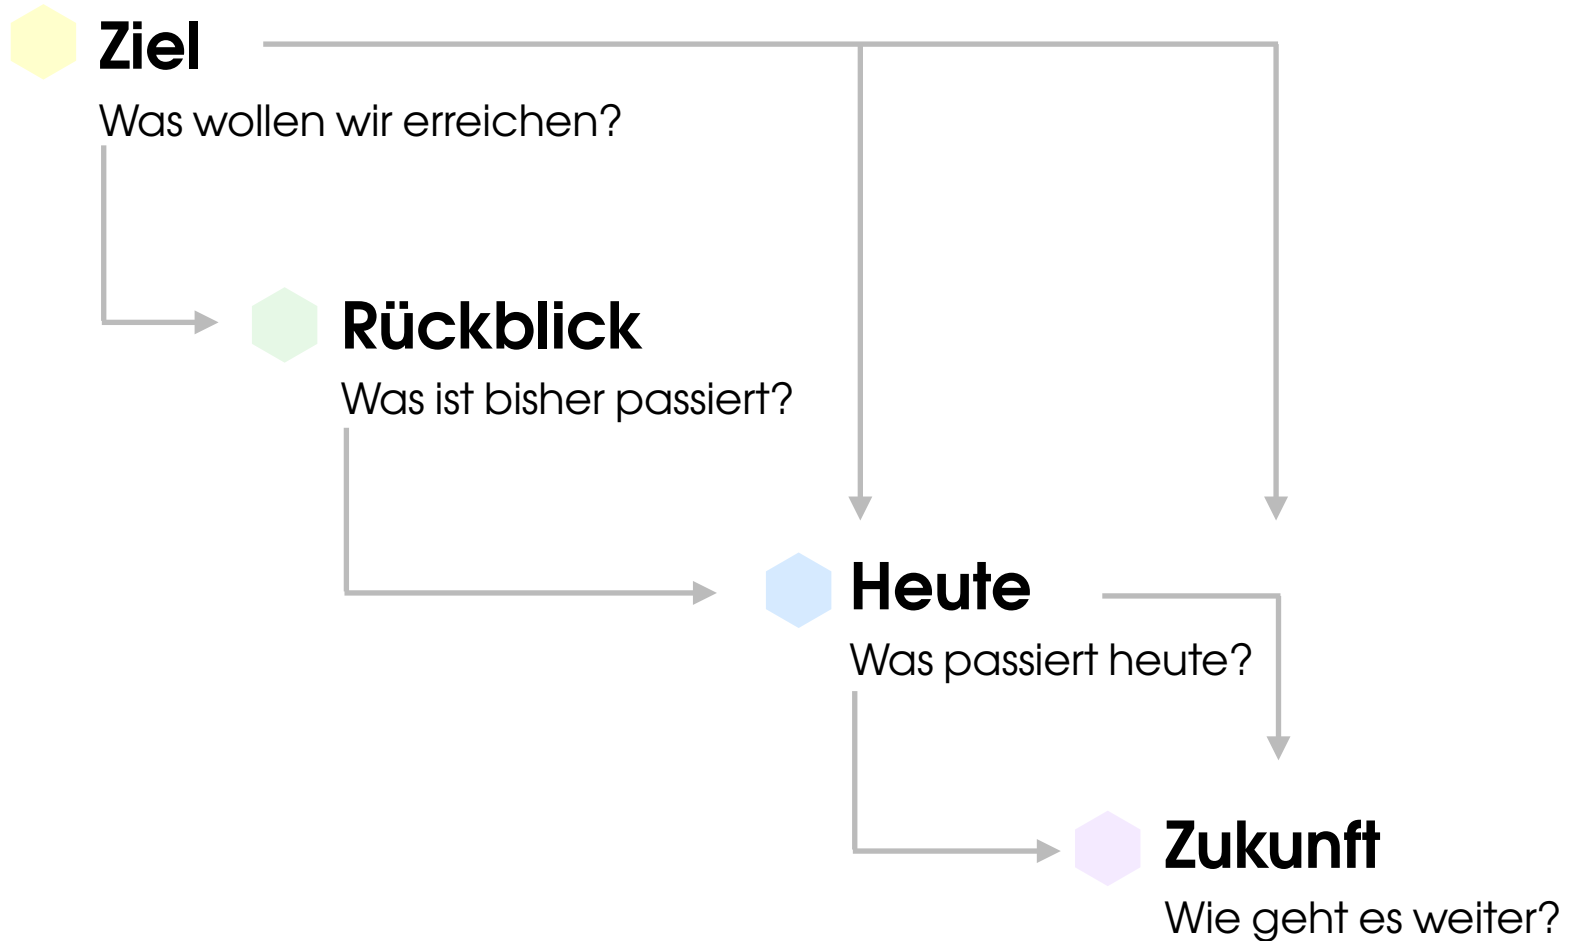 Ziel
Was wollen wir erreichen?
Rückblick
Was ist bisher passiert?
Heute
Was passiert heute?
Zukunft
Wie geht es weiter?